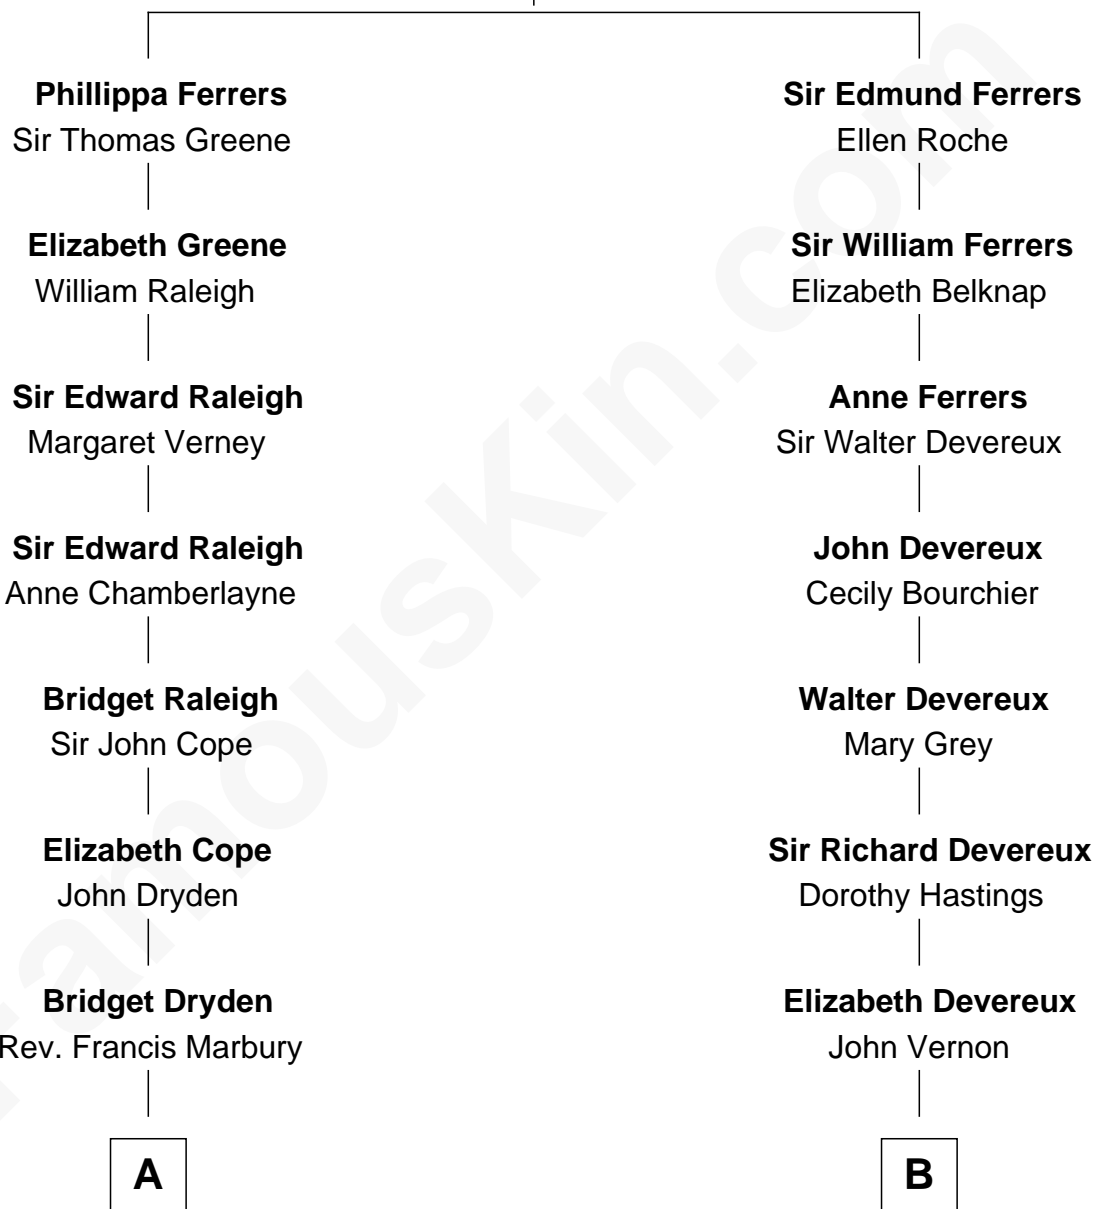 Phillippa Ferrers
Sir Thomas Greene
Elizabeth Greene
William Raleigh
Sir Edward Raleigh
Margaret Verney
Sir Edward Raleigh
Anne Chamberlayne
Bridget Raleigh
Sir John Cope
Elizabeth Cope
John Dryden
Bridget Dryden
Rev. Francis Marbury
A
Sir Edmund Ferrers
Ellen Roche
Sir William Ferrers
Elizabeth Belknap
Anne Ferrers
Sir Walter Devereux
John Devereux
Cecily Bourchier
Walter Devereux
Mary Grey
Sir Richard Devereux
Dorothy Hastings
Elizabeth Devereux
John Vernon
B
FamousKin.com